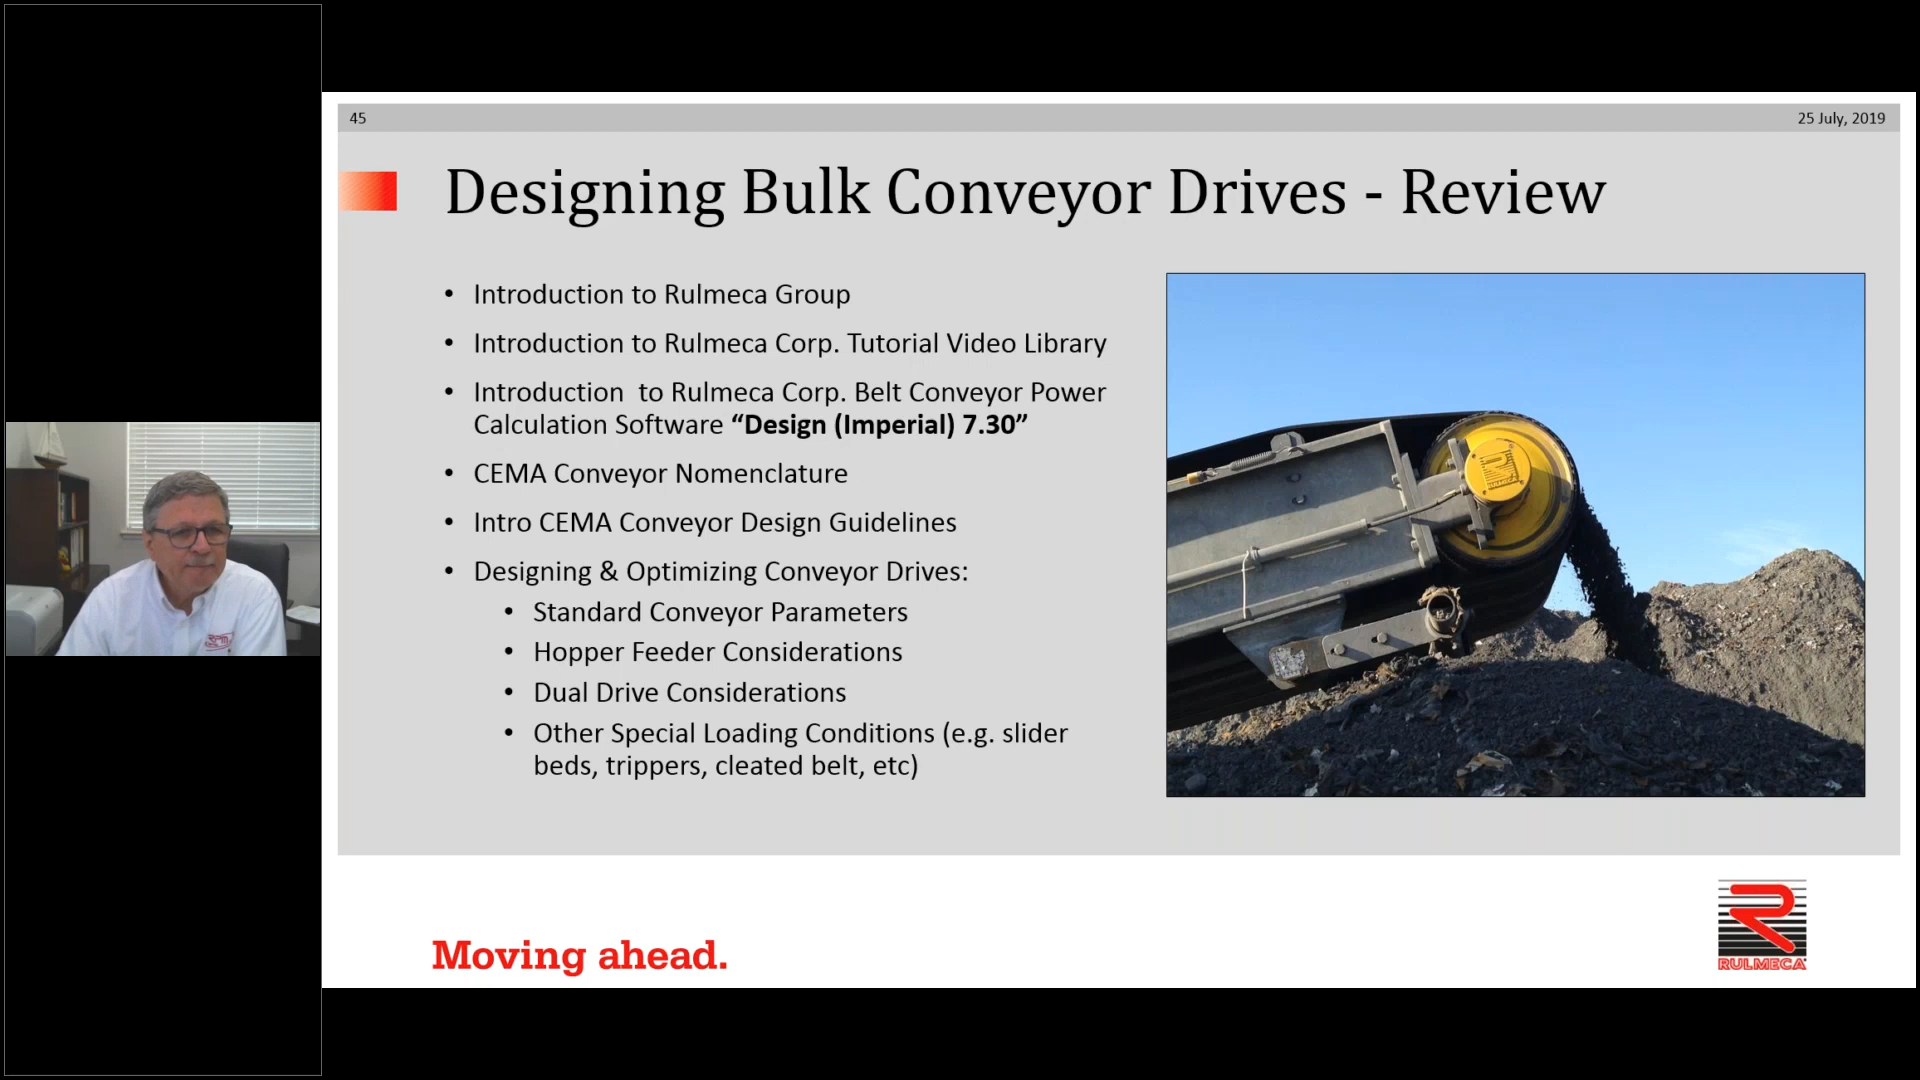 45
25 July, 2019
Designing Bulk Conveyor Drives - Review
• Introduction to Rulmeca Group
• Introduction to Rulmeca Corp. Tutorial Video Library
• Introduction  to Rulmeca Corp. Belt Conveyor Power
Calculation Software “Design (Imperial) 7.30”
• CEMA Conveyor Nomenclature
• Intro CEMA Conveyor Design Guidelines
• Designing & Optimizing Conveyor Drives:
• Standard Conveyor Parameters
• Hopper Feeder Considerations
• Dual Drive Considerations
• Other Special Loading Conditions (e.g. slider
beds, trippers, cleated belt, etc)
RULMECA
Moving ahead.
RULMECA